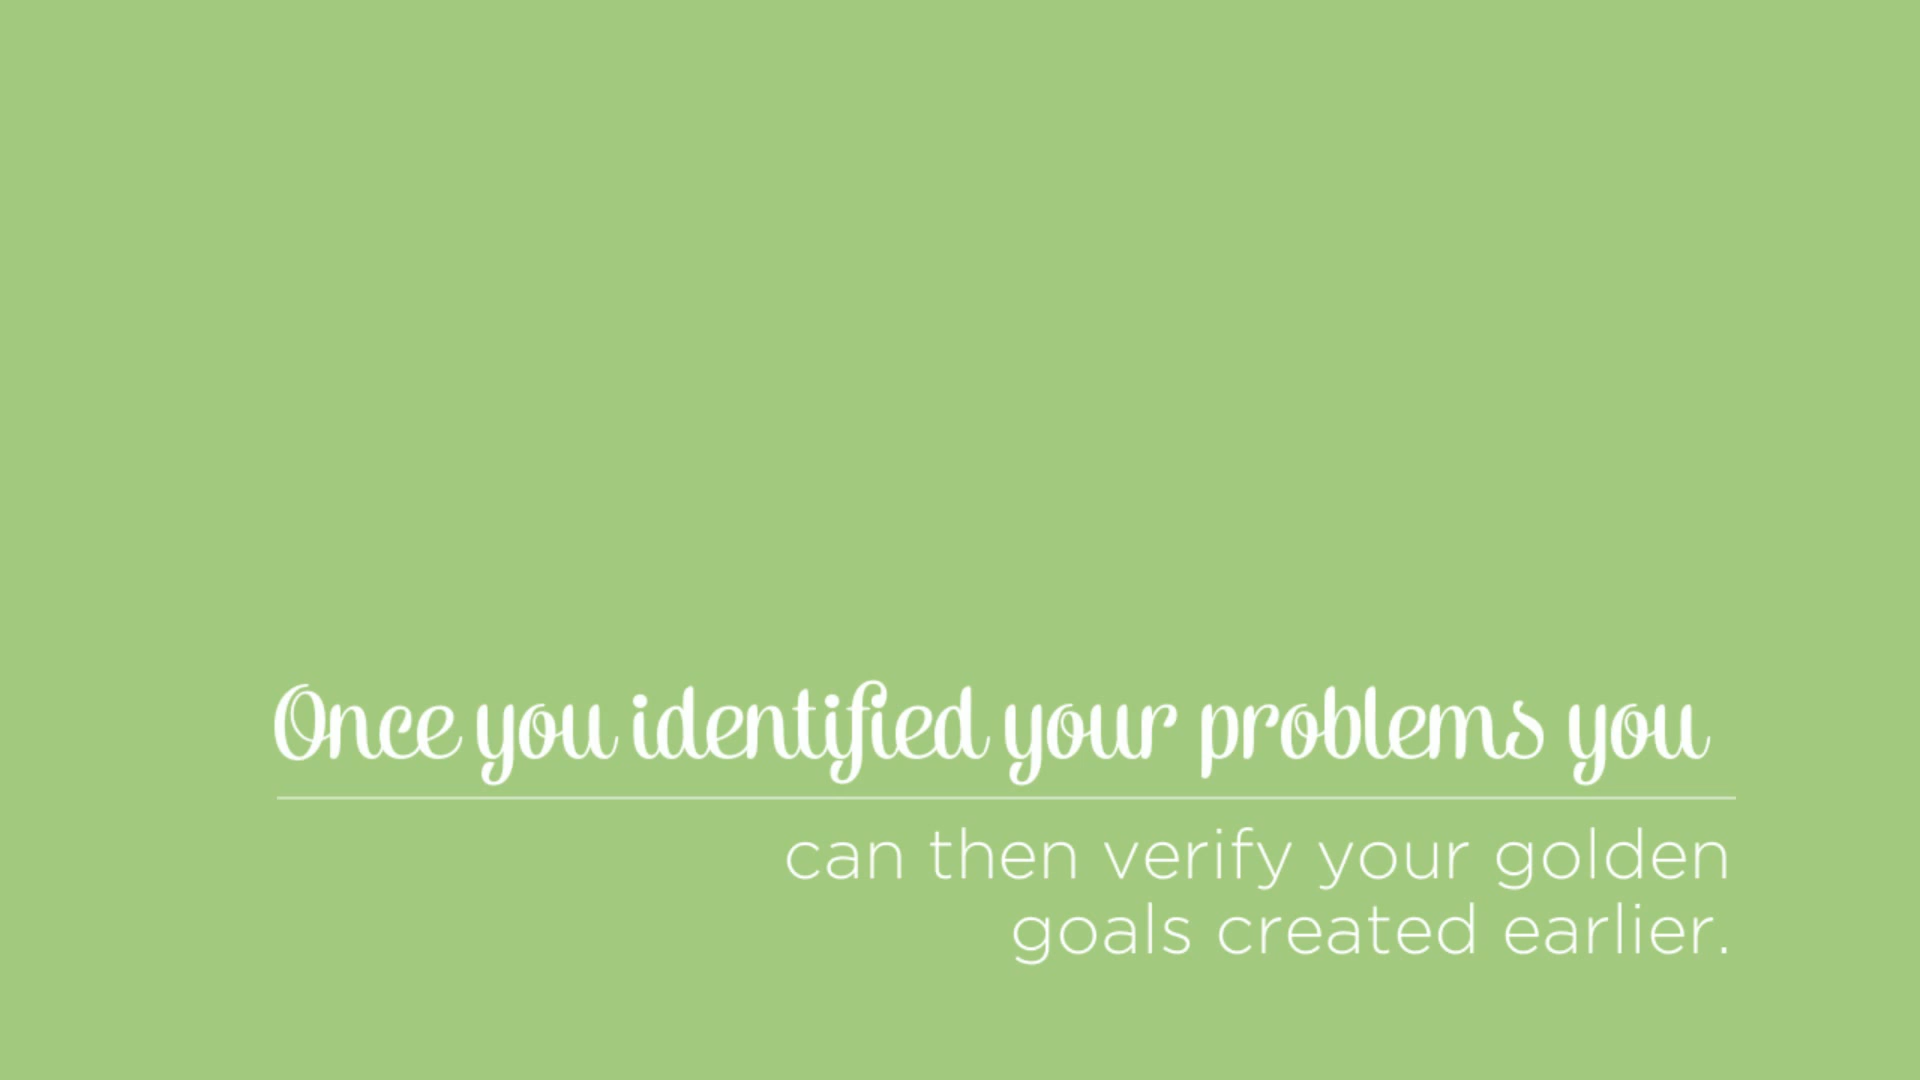 Once you identified your problems you
can then verify your golden
goals created earlier.